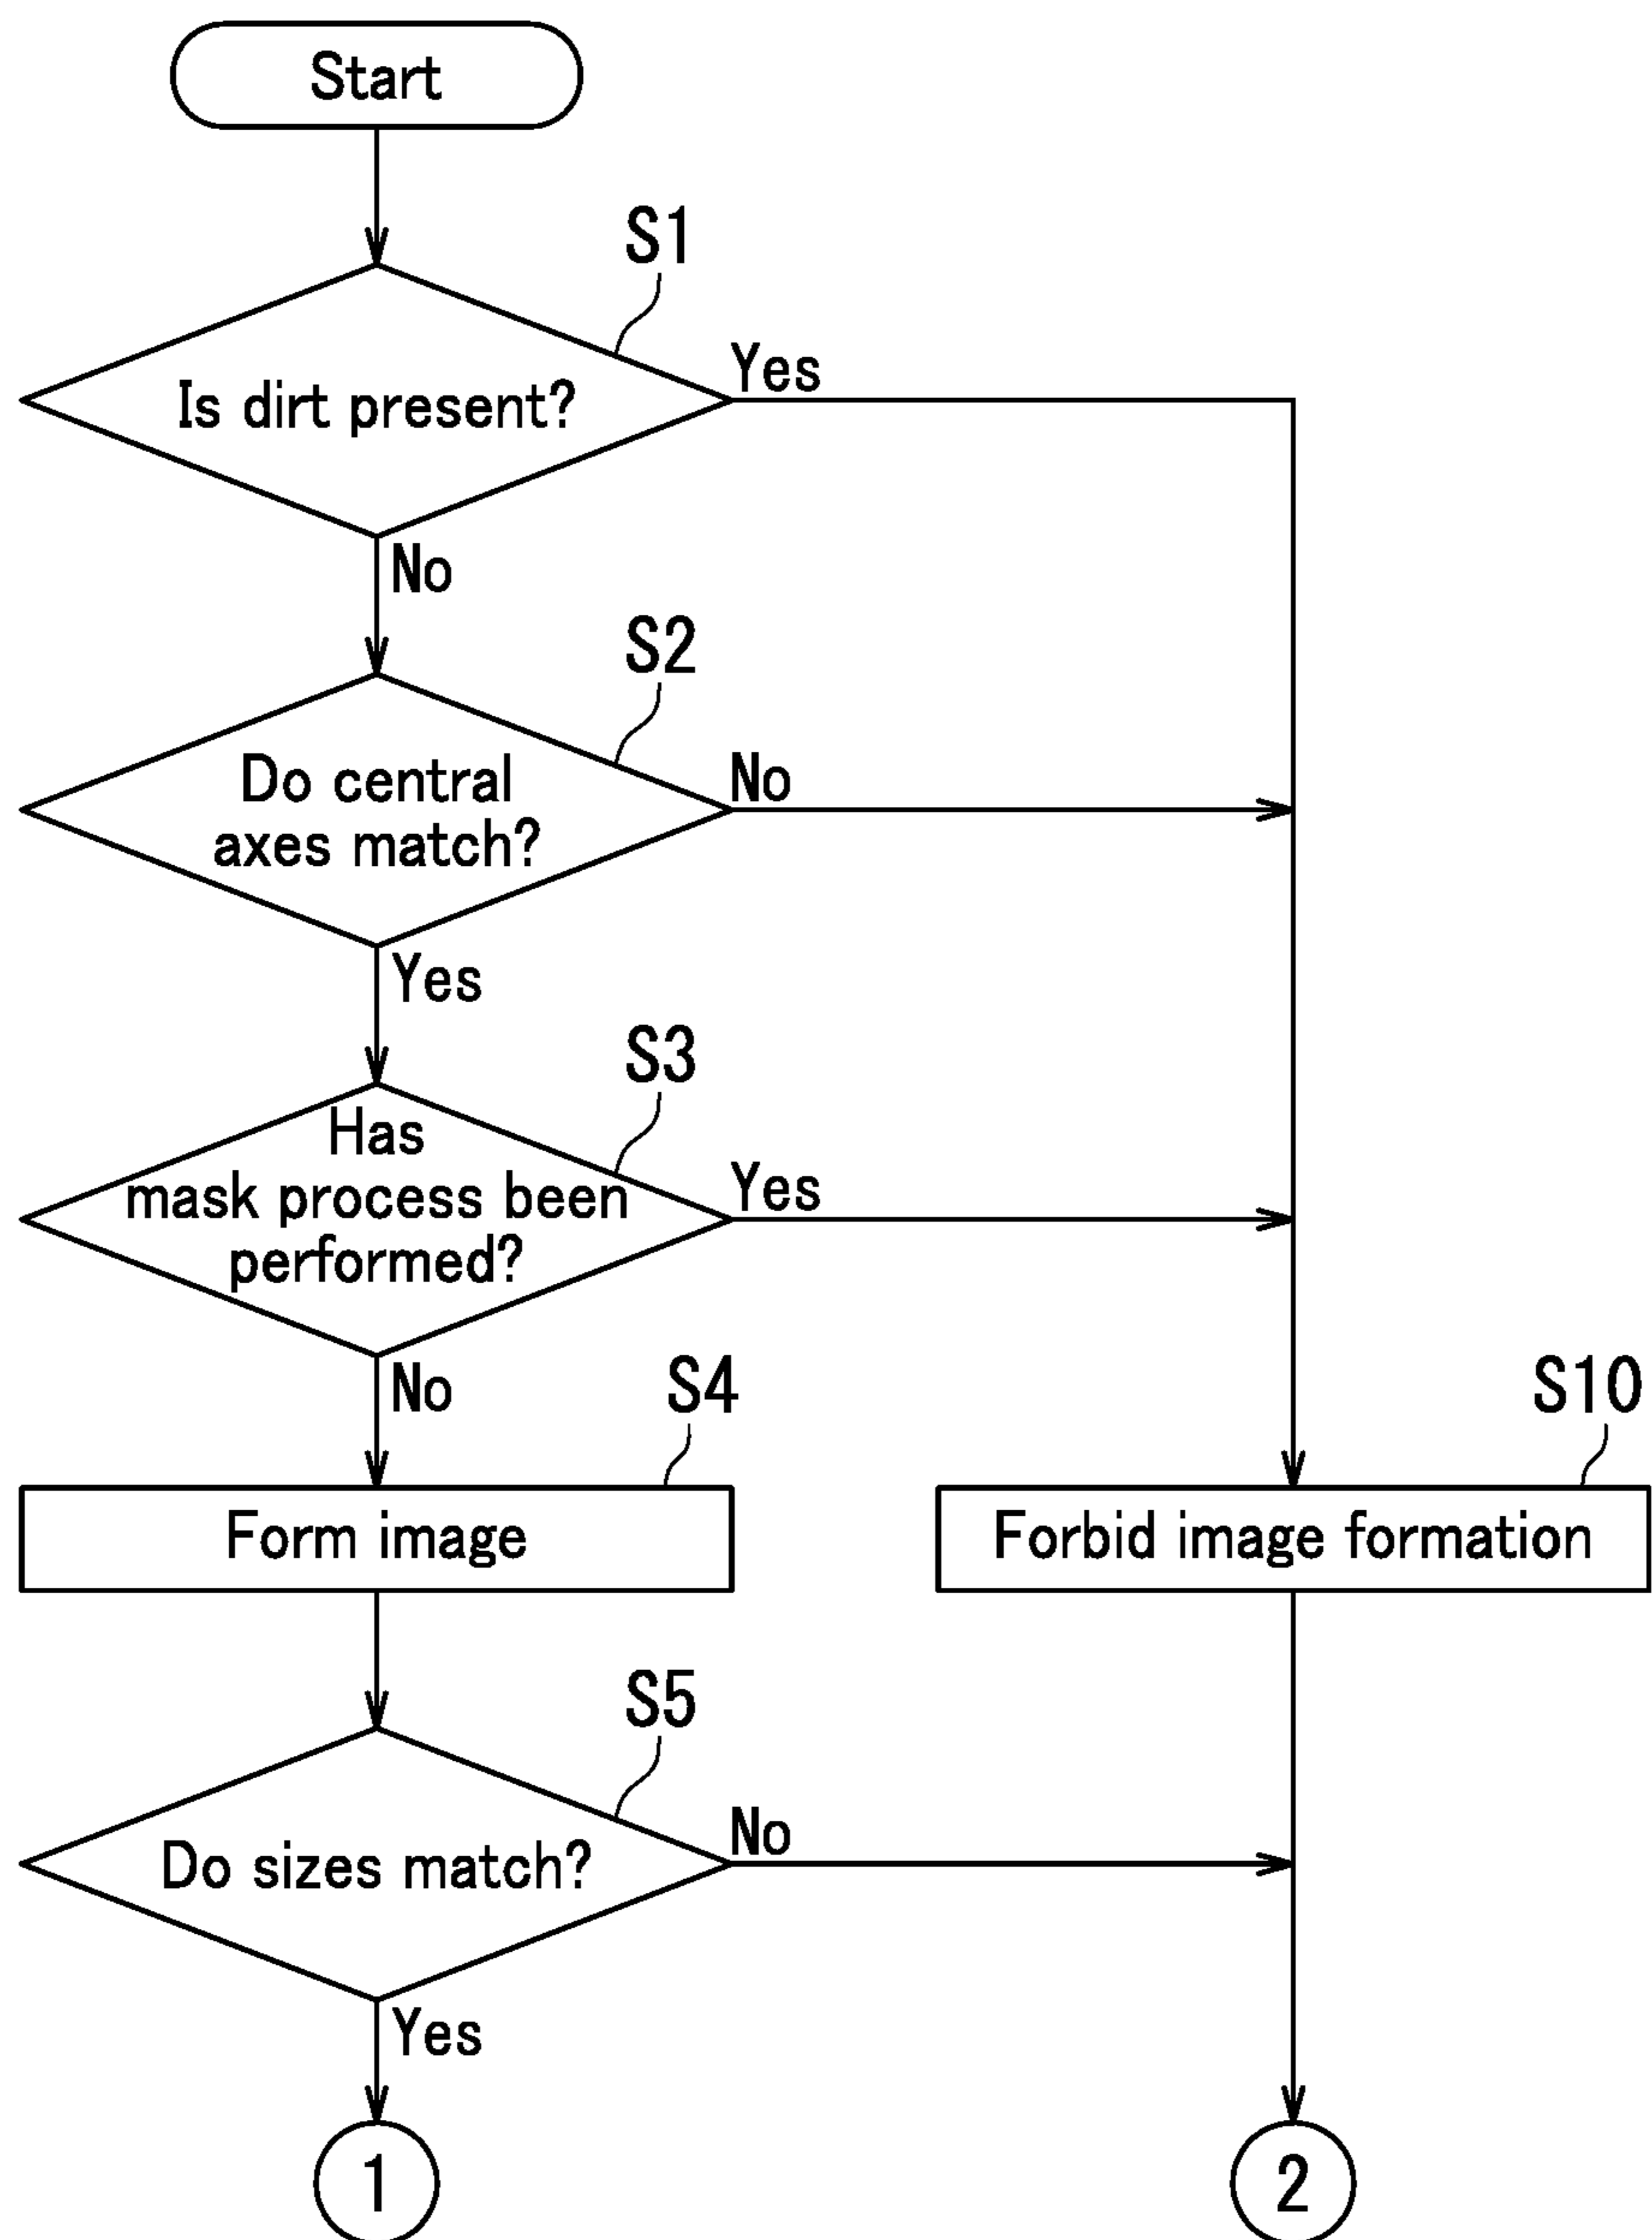 Start
S1
Is dirt present?
Yes
No
S2
Do central
axes match?
No
Yes
S3
Has
mask process been
performed?
Yes
No
S4
Form image
S10
Forbid image formation
S5
Do sizes match?
No
Yes
1
2